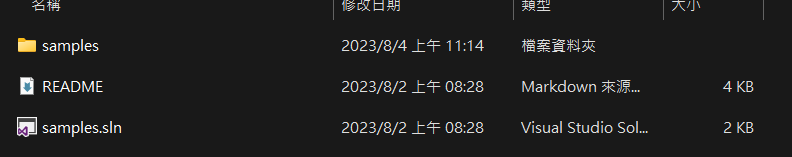 名稱 修改日期 類型 大小
samples 2023/8/4 上午 11:14 檔案資料夾
README 2023/8/2 上午 08:28 Markdown 來源... 4 KB
samples.sln 2023/8/2 上午 08:28 Visual Studio Sol... 2 KB